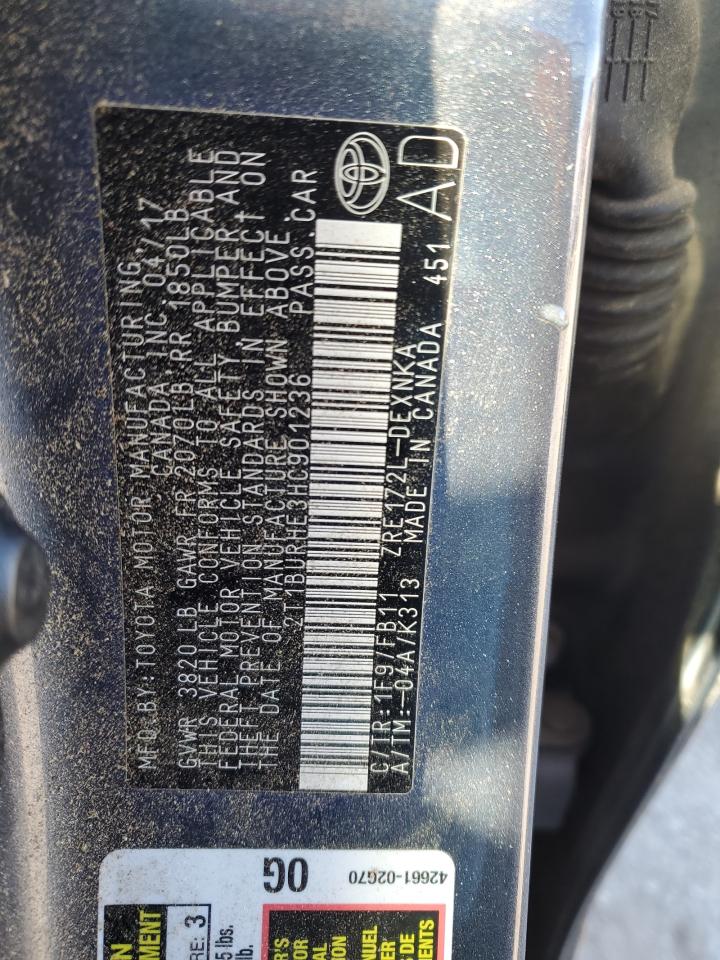 MFD.BY:TOYOTA MOTOR MANUFACTURING,
CANADA INC. 04/17
GVWR 3820 LB GAWR FR 2070LB RR 1850LB
THIS VEHICLE CONFORMS TO ALL APPLICABLE
FEDERAL MOTOR VEHICLE SAFETY, BUMPER AND
THEFT PREVENTION STANDARDS IN EFFECT ON
THE DATE OF MANUFACTURE SHOWN ABOVE.
2T1BURHE3HC901236 PASS.CAR
C/TR: 1F9/FB11 ZRE172L-DEXNKA
A/TM:-04A/K313 MADE IN CANADA 451
AD
0G
42661-02G70
3
5 lbs.
lb.